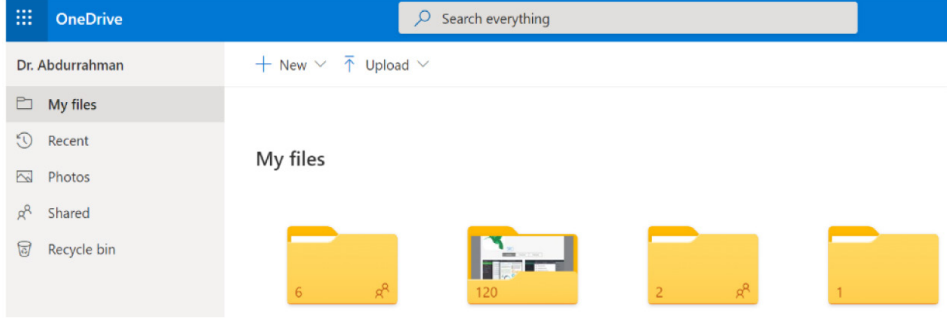 OneDrive
Search everything
Dr. Abdurrahman
New
Upload
My files
Recent
Photos
Shared
Recycle bin
My files
6
120
2
1